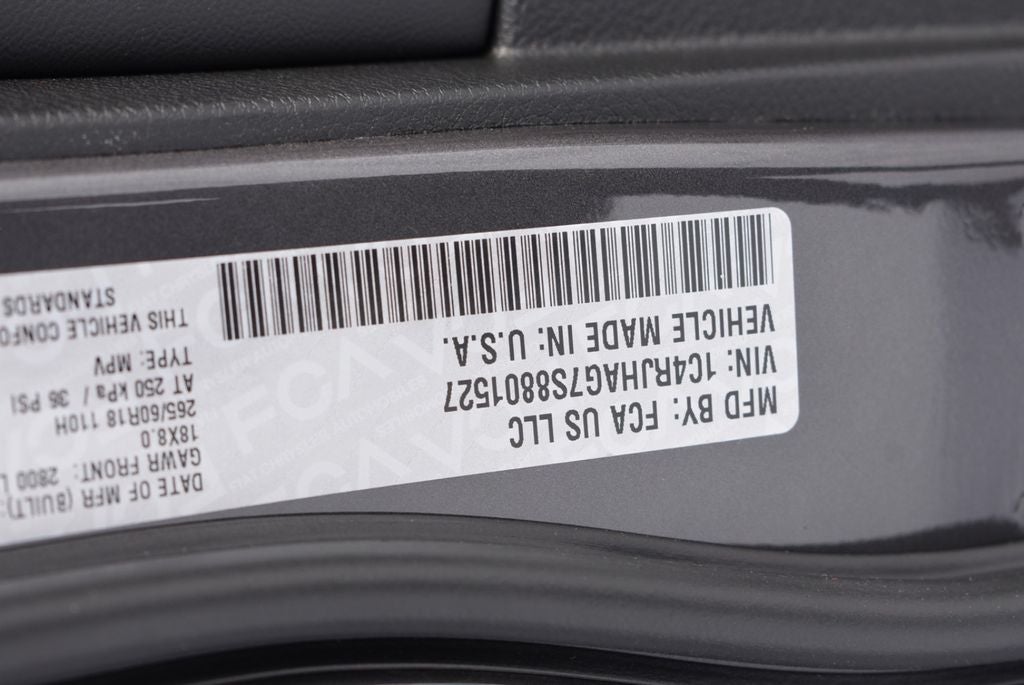 MFD BY: FCA US LLC
VIN: 1C4RJHAG7S8801527
VEHICLE MADE IN: U.S.A.
DATE OF MFR (BUILT):
GAWR FRONT: 2800
18X8.0
265/60R18 110H
AT 250 kPa / 36 PSI
TYPE: MPV
THIS VEHICLE CONFO
STANDARDS